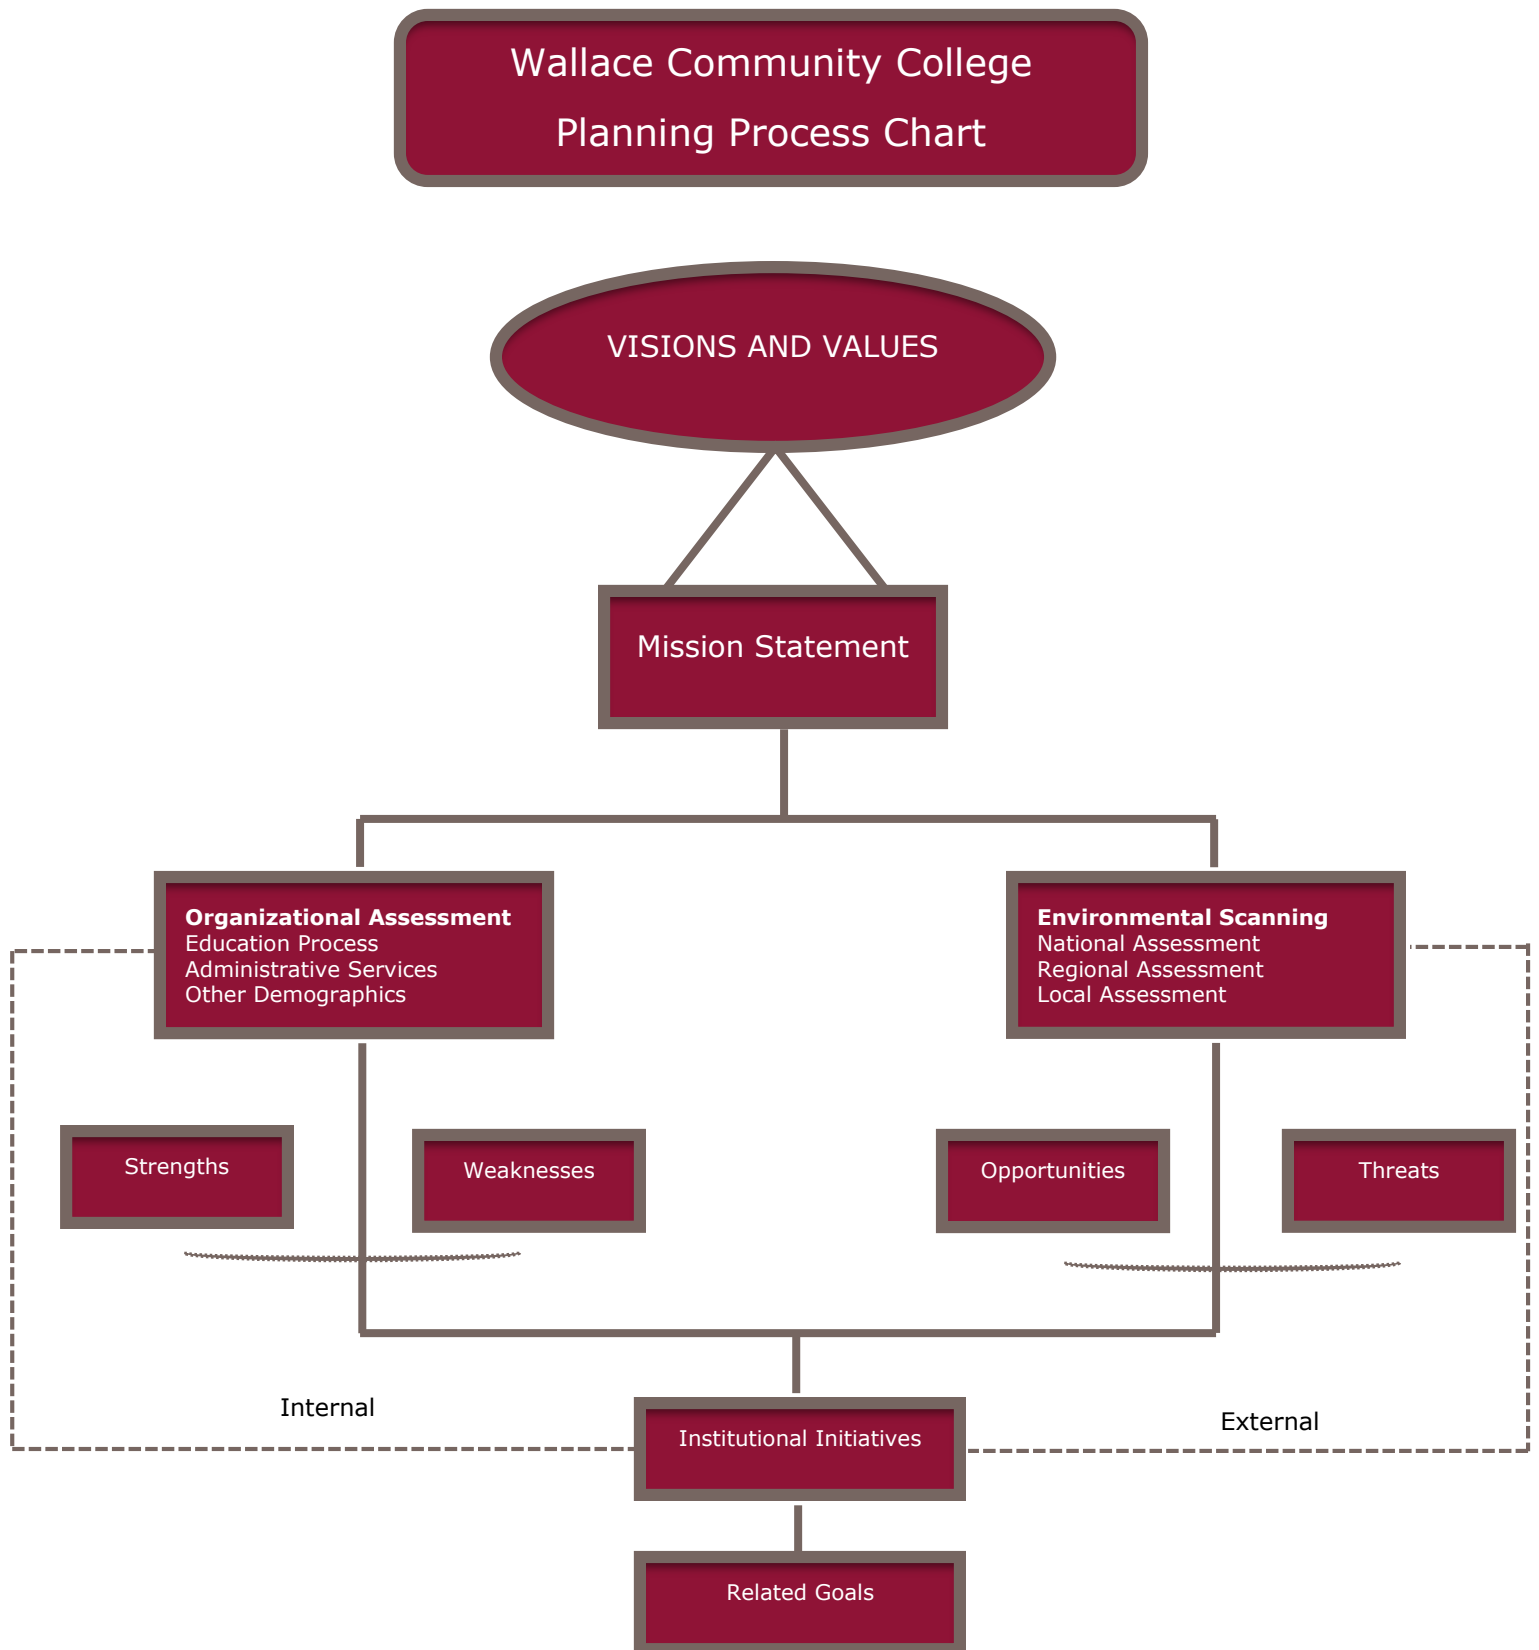 Wallace Community College
Planning Process Chart
VISIONS AND VALUES
Mission Statement
Organizational Assessment
Education Process
Administrative Services
Other Demographics
Environmental Scanning
National Assessment
Regional Assessment
Local Assessment
Strengths
Weaknesses
Opportunities
Threats
Internal
External
Institutional Initiatives
Related Goals